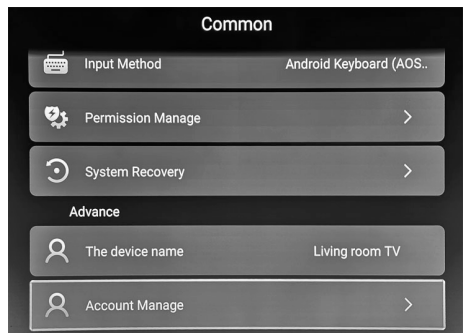 Common
Input Method Android Keyboard (AOS..
Permission Manage
System Recovery
Advance
The device name Living room TV
Account Manage